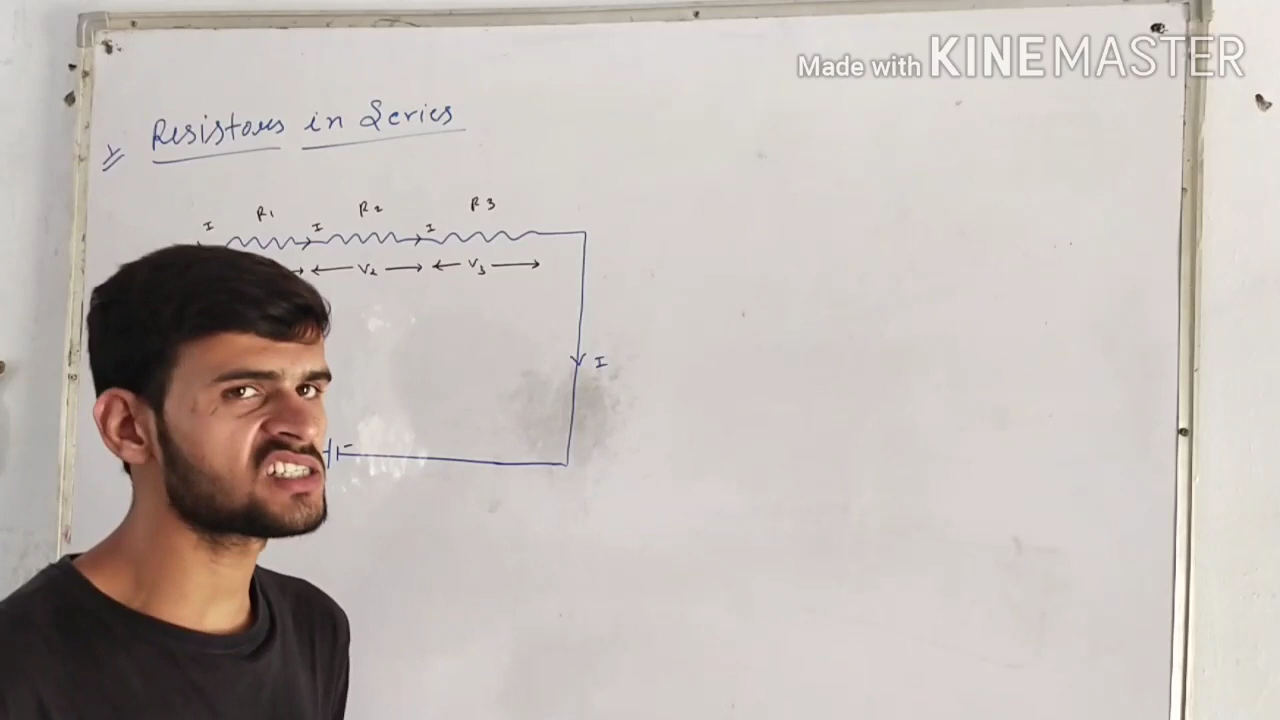 Made with KINEMASTER
Resistors in Series
I R1 I R2 I R3
V2 V3
I